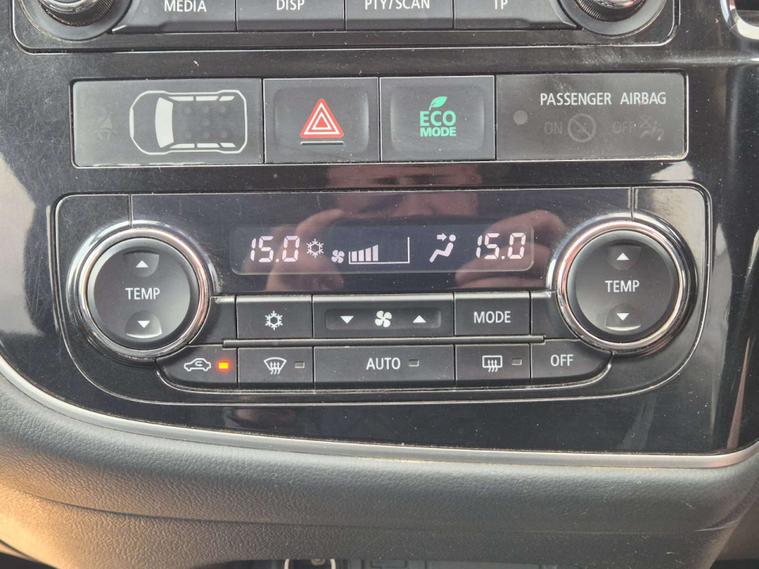 MEDIA DISP PTY/SCAN TP
ECO
MODE
PASSENGER AIRBAG
ON OFF
15.0 15.0
TEMP TEMP
MODE
AUTO OFF